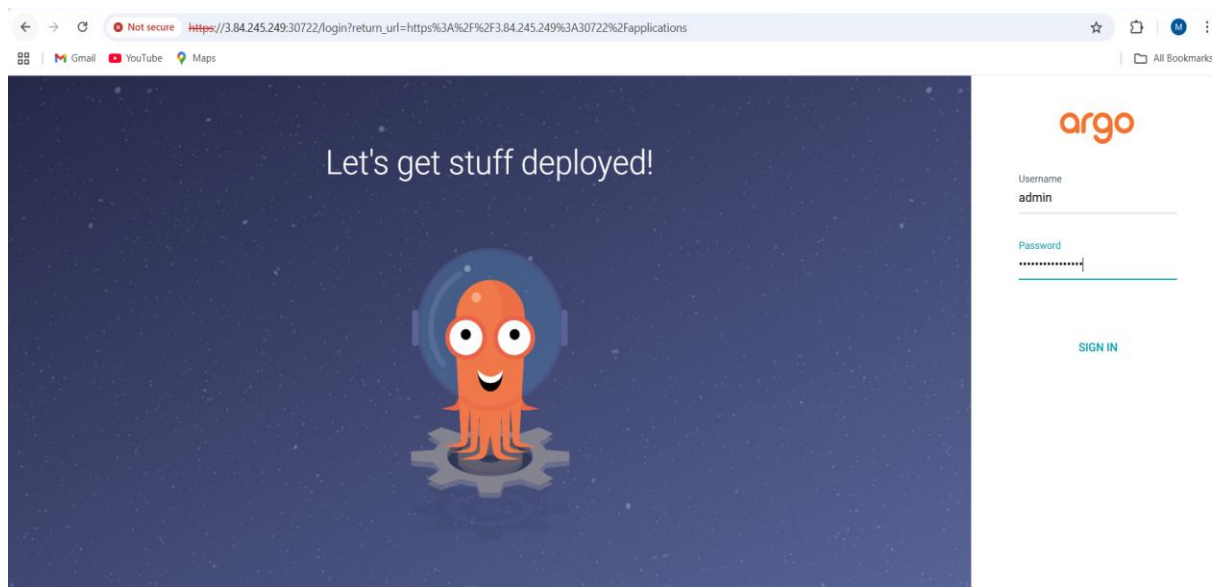 Not secure https://3.84.245.249:30722/login?return_url=https%3A%2F%2F3.84.245.249%3A30722%2Fapplications
M
Gmail YouTube Maps
All Bookmarks
Let's get stuff deployed!
argo
Username
admin
Password
••••••••••••••••
SIGN IN